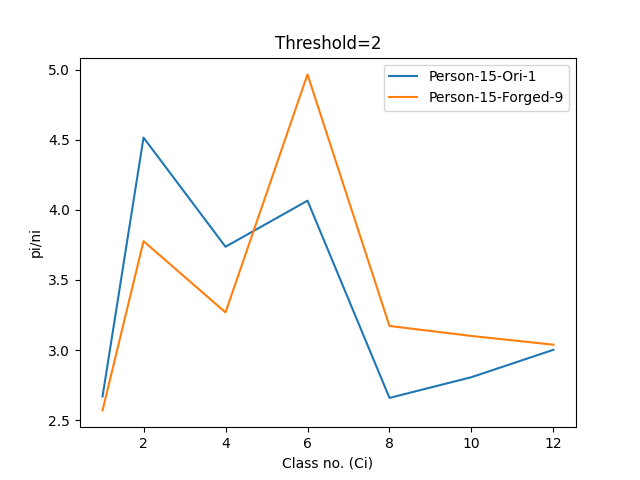 Threshold=2
Person-15-Ori-1
Person-15-Forged-9
5.0
4.5
4.0
3.5
3.0
2.5
pi/ni
2 4 6 8 10 12
Class no. (Ci)